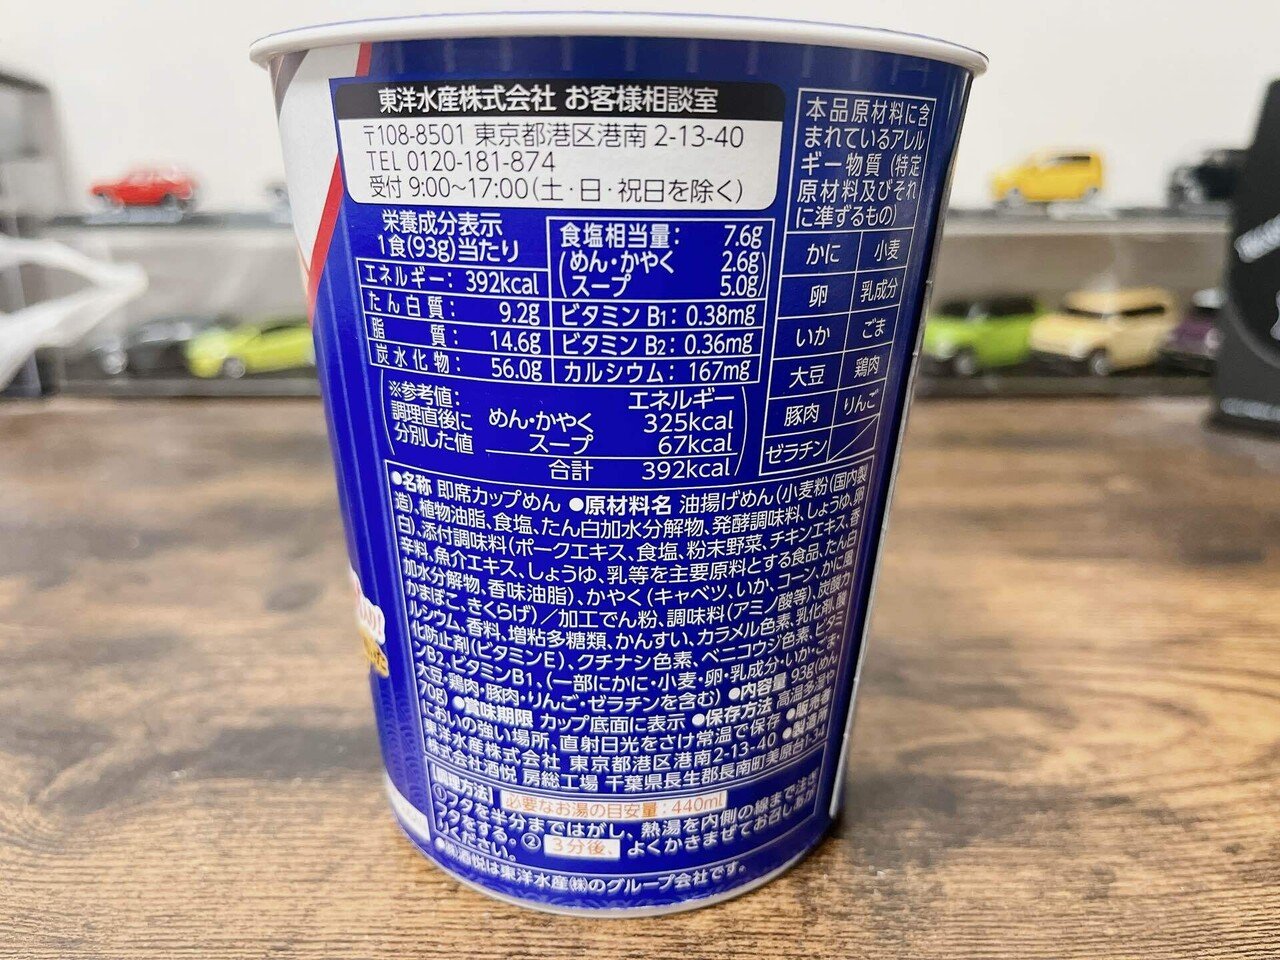 東洋水産株式会社 お客様相談室
〒108-8501 東京都港区港南 2-13-40
TEL 0120-181-874
受付 9:00~17:00(土・日・祝日を除く)
栄養成分表示
1食(93g)当たり
エネルギー: 392kcal
たん白質: 9.2g
脂質: 14.6g
炭水化物: 56.0g
食塩相当量: 7.6g
(めん・かやく 2.6g
スープ 5.0g)
ビタミン B1: 0.38mg
ビタミン B2: 0.36mg
カルシウム: 167mg
※参考値:
調理直後に
分別した値
エネルギー
めん・かやく 325kcal
スープ 67kcal
合計 392kcal
本品原材料に含
まれているアレル
ギー物質(特定
原材料及びそれ
に準ずるもの)
かに 小麦
卵 乳成分
いか ごま
大豆 鶏肉
豚肉 りんご
ゼラチン
●名称 即席カップめん ●原材料名 油揚げめん(小麦粉(国内製
造)、植物油脂、食塩、たん白加水分解物、発酵調味料、しょうゆ、卵
白)、添付調味料(ポークエキス、食塩、粉末野菜、チキンエキス、香
辛料、魚介エキス、しょうゆ、乳等を主要原料とする食品、たん白
加水分解物、香味油脂)、かやく(キャベツ、いか、コーン、かに風
かまぼこ、きくらげ)/加工でん粉、調味料(アミノ酸等)、炭酸カ
ルシウム、香料、増粘多糖類、かんすい、カラメル色素、乳化剤、酸
化防止剤(ビタミンE)、クチナシ色素、ベニコウジ色素、ビタミ
ンB2、ビタミンB1、(一部にかに・小麦・卵・乳成分・いか・ごま・
大豆・鶏肉・豚肉・りんご・ゼラチンを含む) ●内容量 93g(めん
70g) ●賞味期限 カップ底面に表示 ●保存方法 高温多湿や
においの強い場所、直射日光をさけ常温で保存 ●販売者
東洋水産株式会社 東京都港区港南2-13-40 ●製造所
株式会社酒悦 房総工場 千葉県長生郡長南町美原台1-34
[調理方法] 必要なお湯の目安量:440ml
①フタを半分まではがし、熱湯を内側の線まで注ぎ
フタをする。② 3分後、よくかきまぜてお召し上が
りください。
●㈱酒悦は東洋水産㈱のグループ会社です。